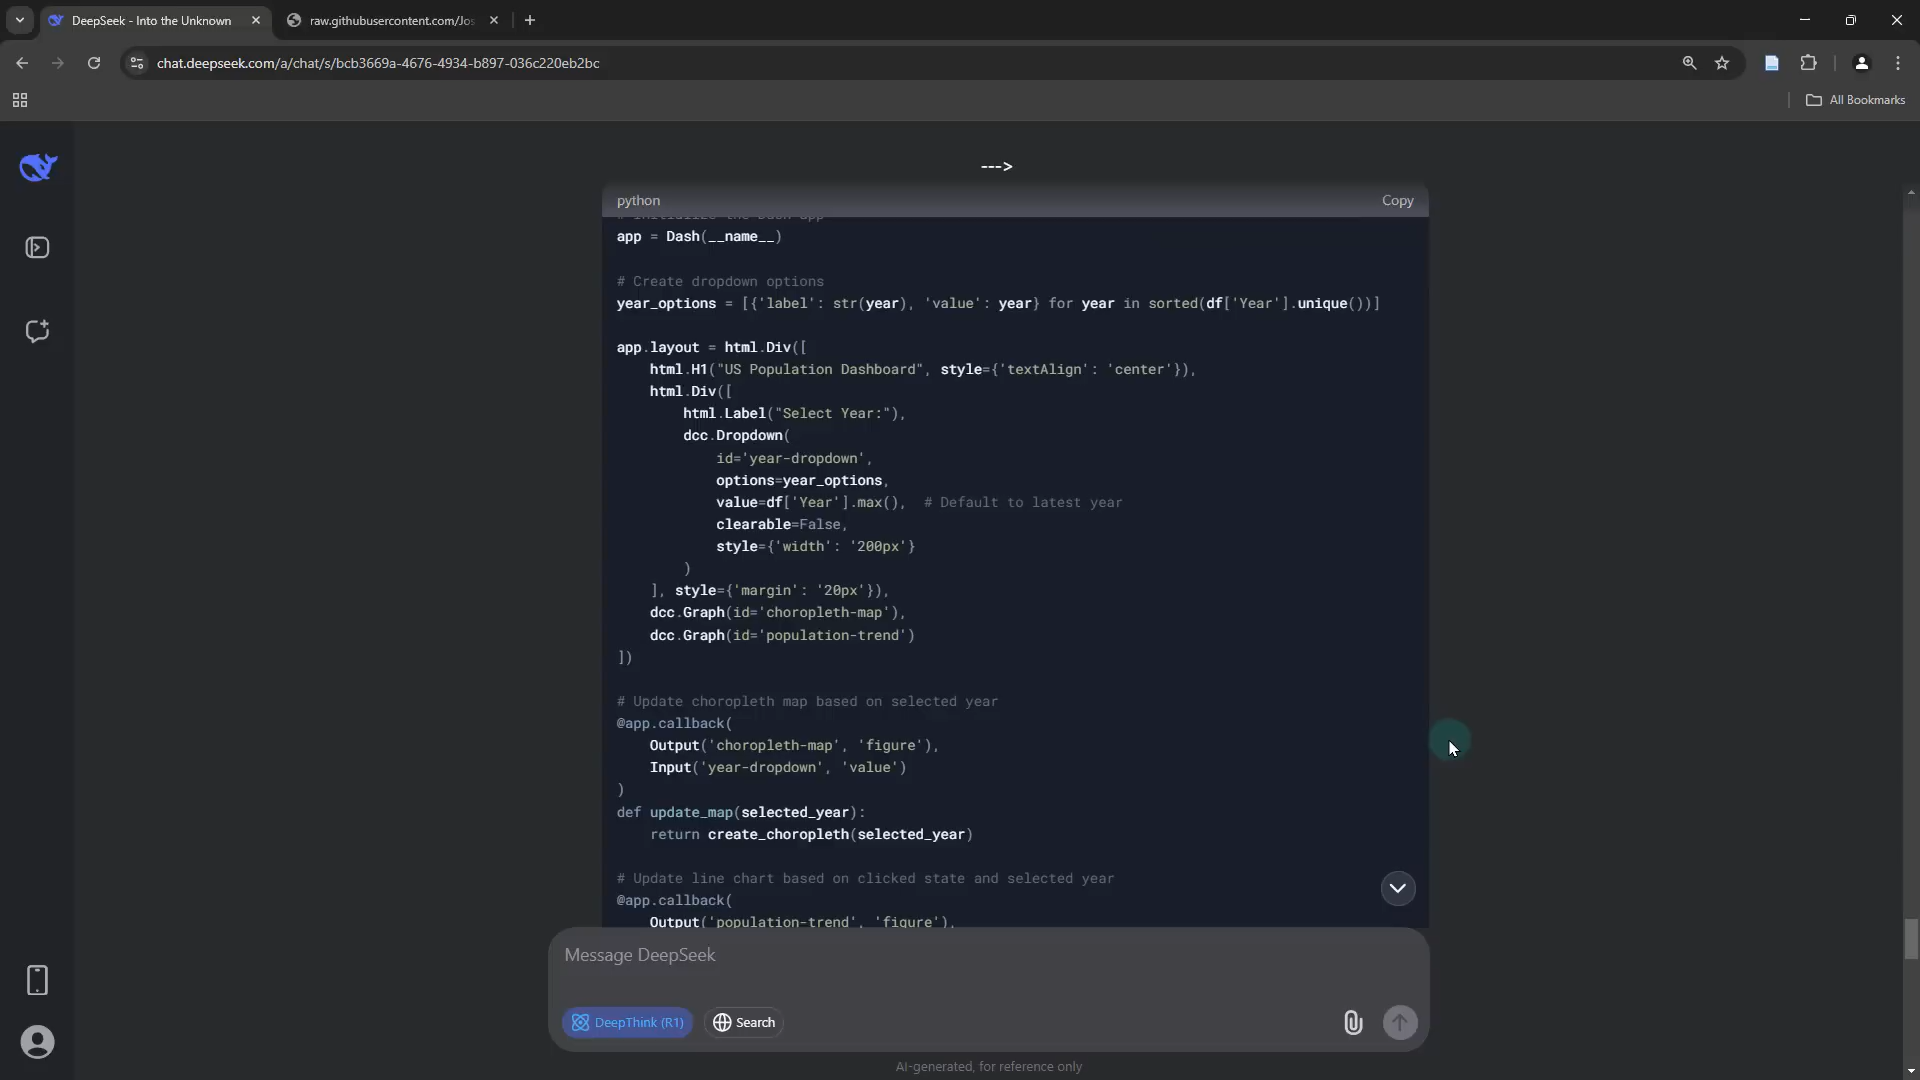 DeepSeek - Into the Unknown
raw.githubusercontent.com/Jos
chat.deepseek.com/a/chat/s/bcb3669a-4676-4934-b897-036c220eb2bc
All Bookmarks
--->
python
Copy
# Initialize the Dash app
app = Dash(__name__)
# Create dropdown options
year_options = [{'label': str(year), 'value': year} for year in sorted(df['Year'].unique())]
app.layout = html.Div([
    html.H1("US Population Dashboard", style={'textAlign': 'center'}),
    html.Div([
        html.Label("Select Year:"),
        dcc.Dropdown(
            id='year-dropdown',
            options=year_options,
            value=df['Year'].max(),  # Default to latest year
            clearable=False,
            style={'width': '200px'}
        )
    ], style={'margin': '20px'}),
    dcc.Graph(id='choropleth-map'),
    dcc.Graph(id='population-trend')
])
# Update choropleth map based on selected year
@app.callback(
    Output('choropleth-map', 'figure'),
    Input('year-dropdown', 'value')
)
def update_map(selected_year):
    return create_choropleth(selected_year)
# Update line chart based on clicked state and selected year
@app.callback(
    Output('population-trend', 'figure'),
Message DeepSeek
DeepThink (R1)
Search
AI-generated, for reference only